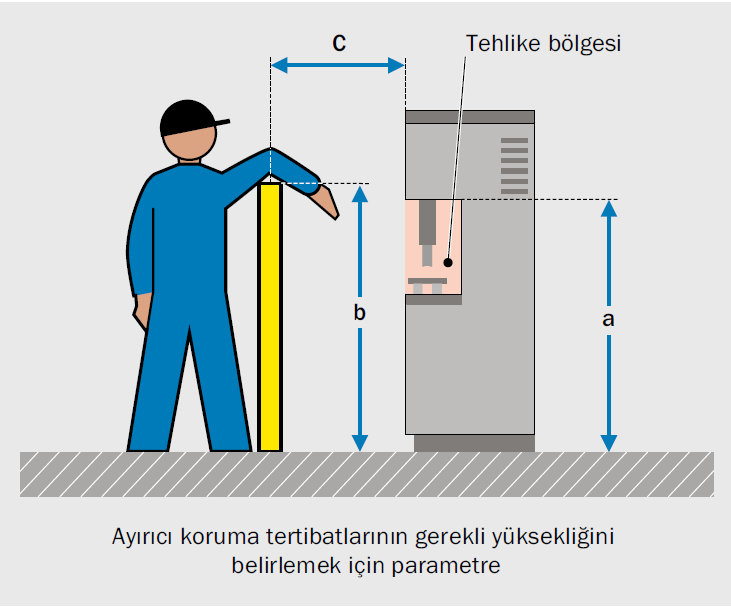 C
Tehlike bölgesi
b
a
Ayırıcı koruma tertibatlarının gerekli yüksekliğini
belirlemek için parametre